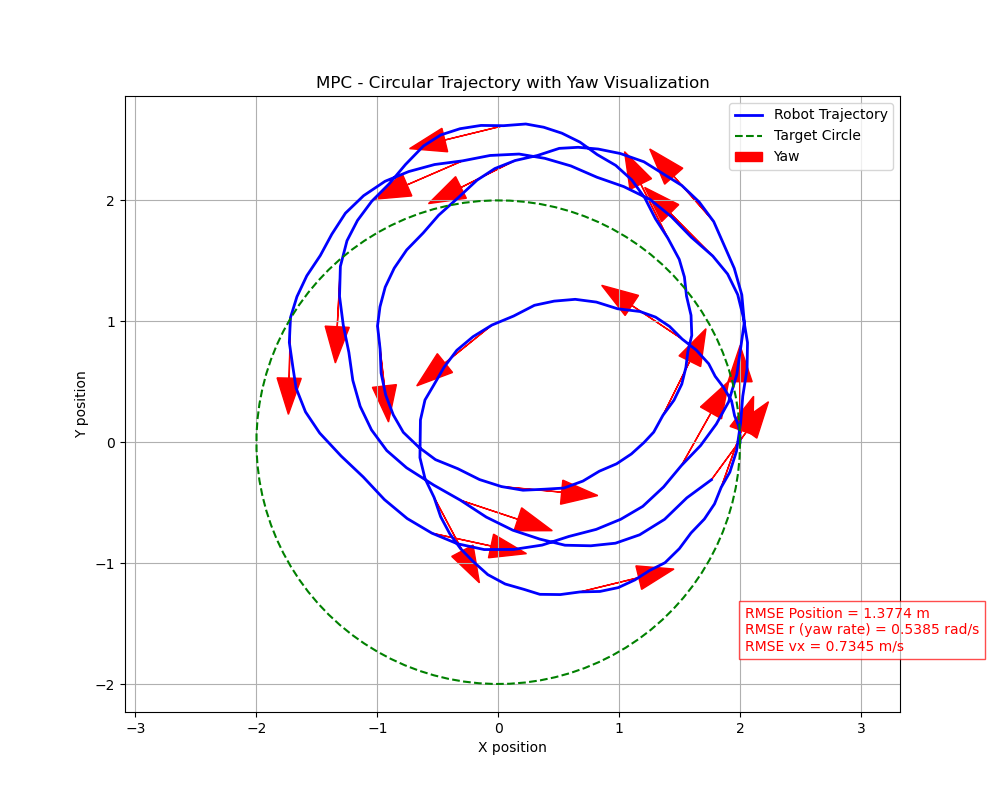 MPC - Circular Trajectory with Yaw Visualization
Robot Trajectory
Target Circle
Yaw
2
1
0
−1
−2
Y position
RMSE Position = 1.3774 m
RMSE r (yaw rate) = 0.5385 rad/s
RMSE vx = 0.7345 m/s
−3
−2
−1
0
1
2
3
X position